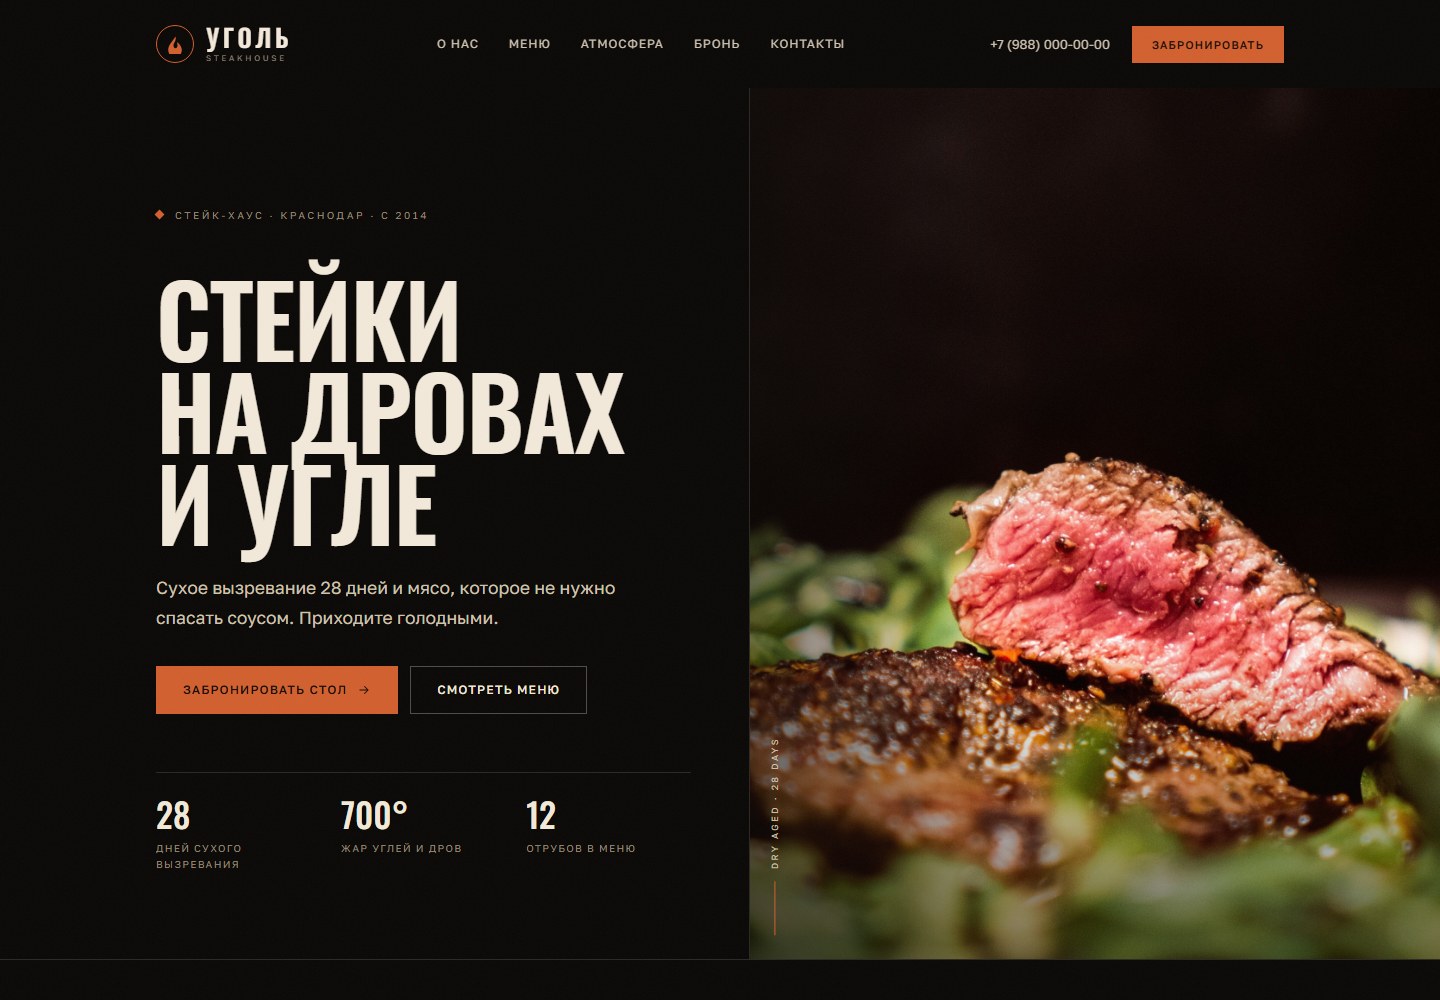 УГОЛЬ
STEAKHOUSE
О НАС
МЕНЮ
АТМОСФЕРА
БРОНЬ
КОНТАКТЫ
+7 (988) 000-00-00
ЗАБРОНИРОВАТЬ
СТЕЙК-ХАУС · КРАСНОДАР · С 2014
СТЕЙКИ
НА ДРОВАХ
И УГЛЕ
Сухое вызревание 28 дней и мясо, которое не нужно
спасать соусом. Приходите голодными.
ЗАБРОНИРОВАТЬ СТОЛ →
СМОТРЕТЬ МЕНЮ
28
ДНЕЙ СУХОГО
ВЫЗРЕВАНИЯ
700°
ЖАР УГЛЕЙ И ДРОВ
12
ОТРУБОВ В МЕНЮ
DRY AGED · 28 DAYS